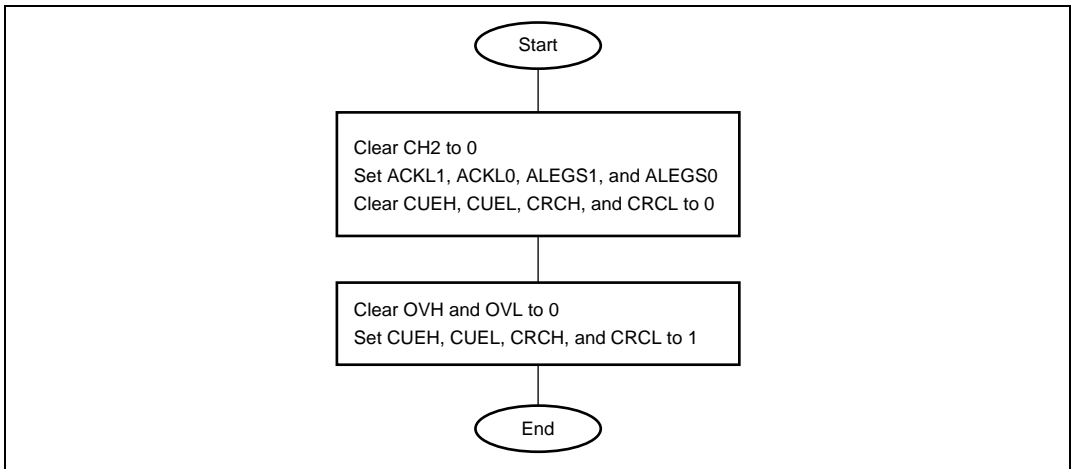 Start
Clear CH2 to 0
Set ACKL1, ACKL0, ALEGS1, and ALEGS0
Clear CUEH, CUEL, CRCH, and CRCL to 0
Clear OVH and OVL to 0
Set CUEH, CUEL, CRCH, and CRCL to 1
End